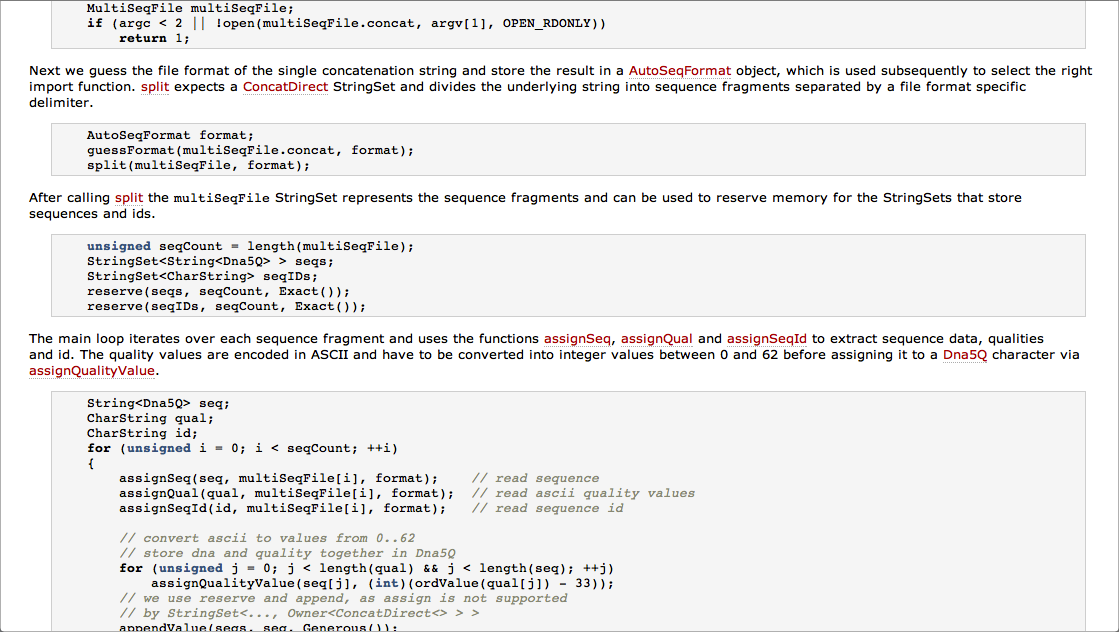 MultiSeqFile multiSeqFile;
if (argc < 2 || !open(multiSeqFile.concat, argv[1], OPEN_RDONLY))
return 1;
Next we guess the file format of the single concatenation string and store the result in a AutoSeqFormat object, which is used subsequently to select the right
import function. split expects a ConcatDirect StringSet and divides the underlying string into sequence fragments separated by a file format specific
delimiter.
AutoSeqFormat format;
guessFormat(multiSeqFile.concat, format);
split(multiSeqFile, format);
After calling split the multiSeqFile StringSet represents the sequence fragments and can be used to reserve memory for the StringSets that store
sequences and ids.
unsigned seqCount = length(multiSeqFile);
StringSet<String<Dna5Q> > seqs;
StringSet<CharString> seqIDs;
reserve(seqs, seqCount, Exact());
reserve(seqIDs, seqCount, Exact());
The main loop iterates over each sequence fragment and uses the functions assignSeq, assignQual and assignSeqId to extract sequence data, qualities
and id. The quality values are encoded in ASCII and have to be converted into integer values between 0 and 62 before assigning it to a Dna5Q character via
assignQualityValue.
String<Dna5Q> seq;
CharString qual;
CharString id;
for (unsigned i = 0; i < seqCount; ++i)
{
assignSeq(seq, multiSeqFile[i], format); // read sequence
assignQual(qual, multiSeqFile[i], format); // read ascii quality values
assignSeqId(id, multiSeqFile[i], format); // read sequence id
// convert ascii to values from 0..62
// store dna and quality together in Dna5Q
for (unsigned j = 0; j < length(qual) && j < length(seq); ++j)
assignQualityValue(seq[j], (int)(ordValue(qual[j]) - 33));
// we use reserve and append, as assign is not supported
// by StringSet<..., Owner<ConcatDirect<> > >
appendValue(seqs, seq, Generous());